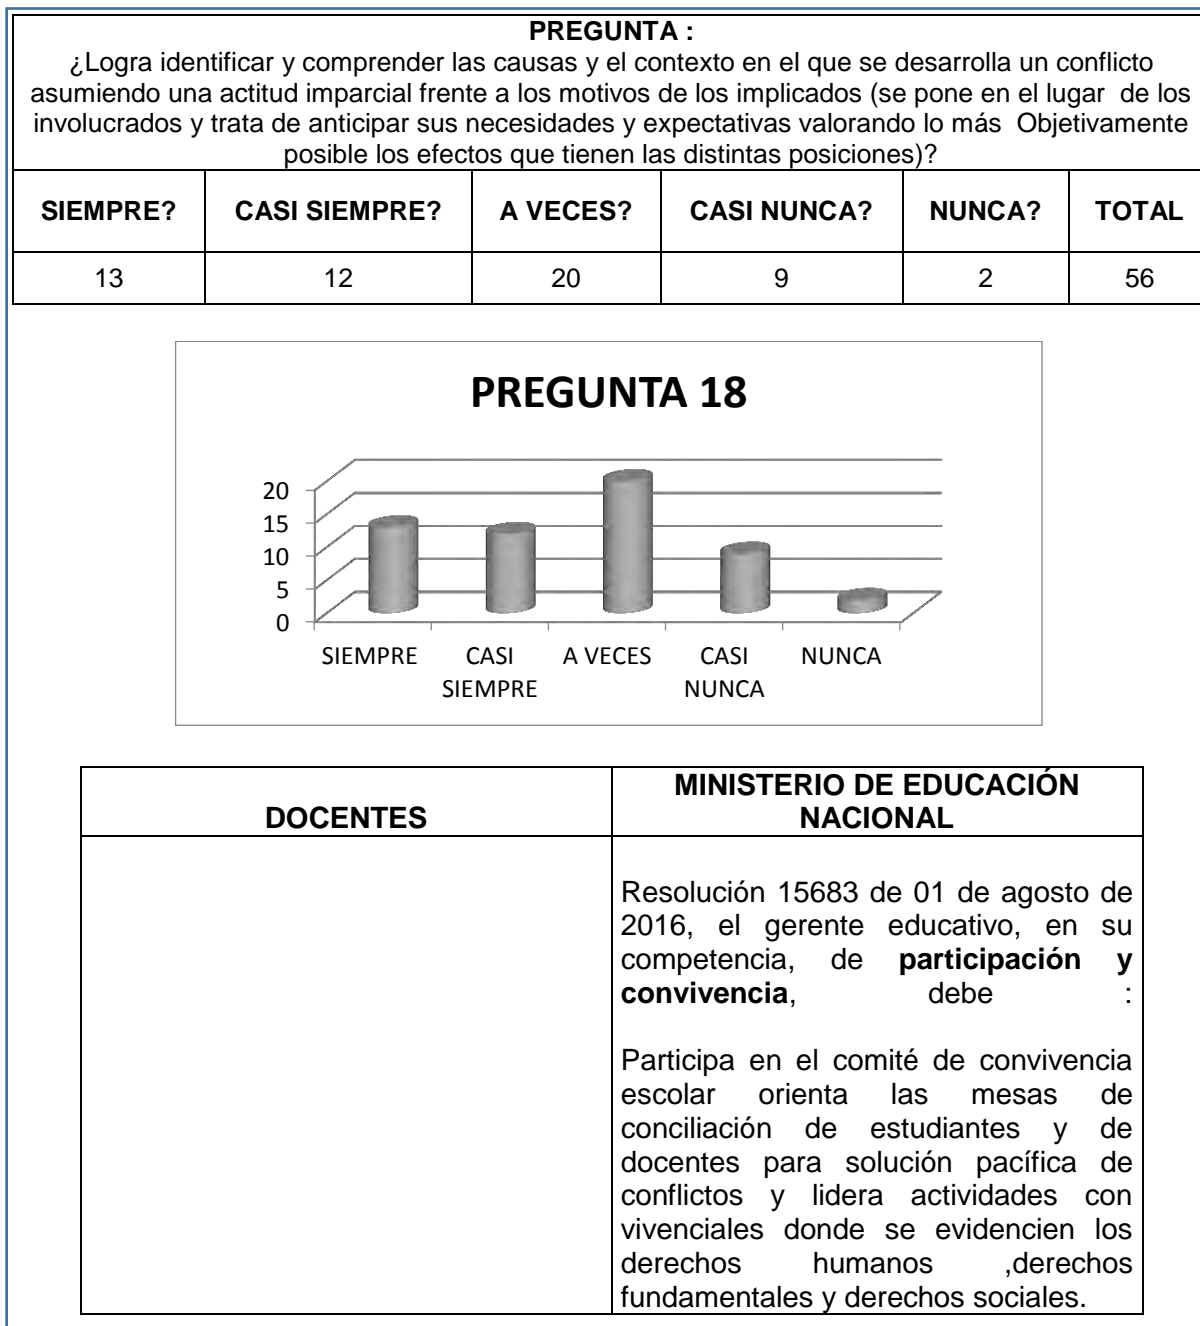 PREGUNTA :
¿Logra identificar y comprender las causas y el contexto en el que se desarrolla un conflicto
asumiendo una actitud imparcial frente a los motivos de los implicados (se pone en el lugar de los
involucrados y trata de anticipar sus necesidades y expectativas valorando lo más Objetivamente
posible los efectos que tienen las distintas posiciones)?
SIEMPRE? CASI SIEMPRE? A VECES? CASI NUNCA? NUNCA? TOTAL
13 12 20 9 2 56
PREGUNTA 18
20
15
10
5
0
SIEMPRE CASI SIEMPRE A VECES CASI NUNCA NUNCA
DOCENTES
MINISTERIO DE EDUCACIÓN
NACIONAL
Resolución 15683 de 01 de agosto de
2016, el gerente educativo, en su
competencia, de participación y
convivencia, debe :
Participa en el comité de convivencia
escolar orienta las mesas de
conciliación de estudiantes y de
docentes para solución pacífica de
conflictos y lidera actividades con
vivenciales donde se evidencien los
derechos humanos ,derechos
fundamentales y derechos sociales.